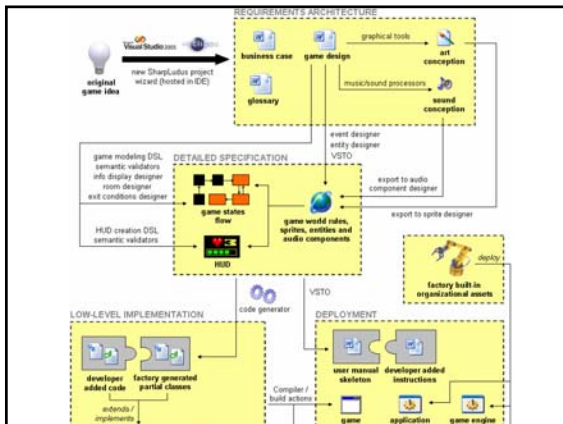 REQUIREMENTS ARCHITECTURE
Visual Studio 2005
original
game idea
new SharpLudus project
wizard (hosted in IDE)
business case
game design
glossary
graphical tools
art
conception
music/sound processors
sound
conception
event designer
entity designer
VSTO
game modeling DSL
semantic validators
info display designer
room designer
exit conditions designer
HUD creation DSL
semantic validators
DETAILED SPECIFICATION
game states
flow
HUD
game world rules,
sprites, entities and
audio components
export to audio
component designer
export to sprite designer
factory built-in
organizational assets
deploy
code generator
VSTO
LOW-LEVEL IMPLEMENTATION
developer
added code
factory generated
partial classes
extends /
implements
Compiler /
build actions
DEPLOYMENT
user manual
skeleton
developer added
instructions
game
application
game engine